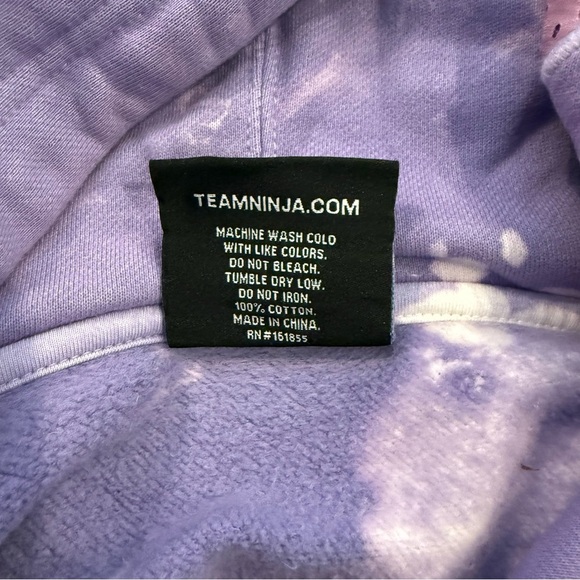 TEAMNINJA.COM
MACHINE WASH COLD
WITH LIKE COLORS.
DO NOT BLEACH.
TUMBLE DRY LOW.
DO NOT IRON.
100% COTTON.
MADE IN CHINA.
RN#161855